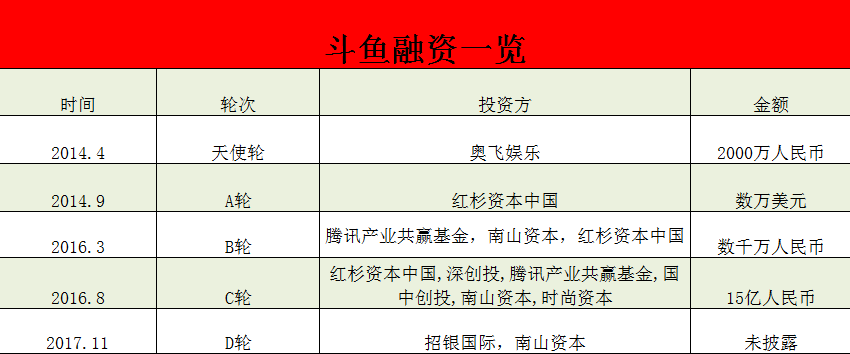 斗鱼融资一览
时间 轮次 投资方 金额
2014.4 天使轮 奥飞娱乐 2000万人民币
2014.9 A轮 红杉资本中国 数万美元
2016.3 B轮 腾讯产业共赢基金，南山资本，红杉资本中国 数千万人民币
红杉资本中国,深创投,腾讯产业共赢基金,国
2016.8 C轮 中创投,南山资本,时尚资本 15亿人民币
2017.11 D轮 招银国际，南山资本 未披露